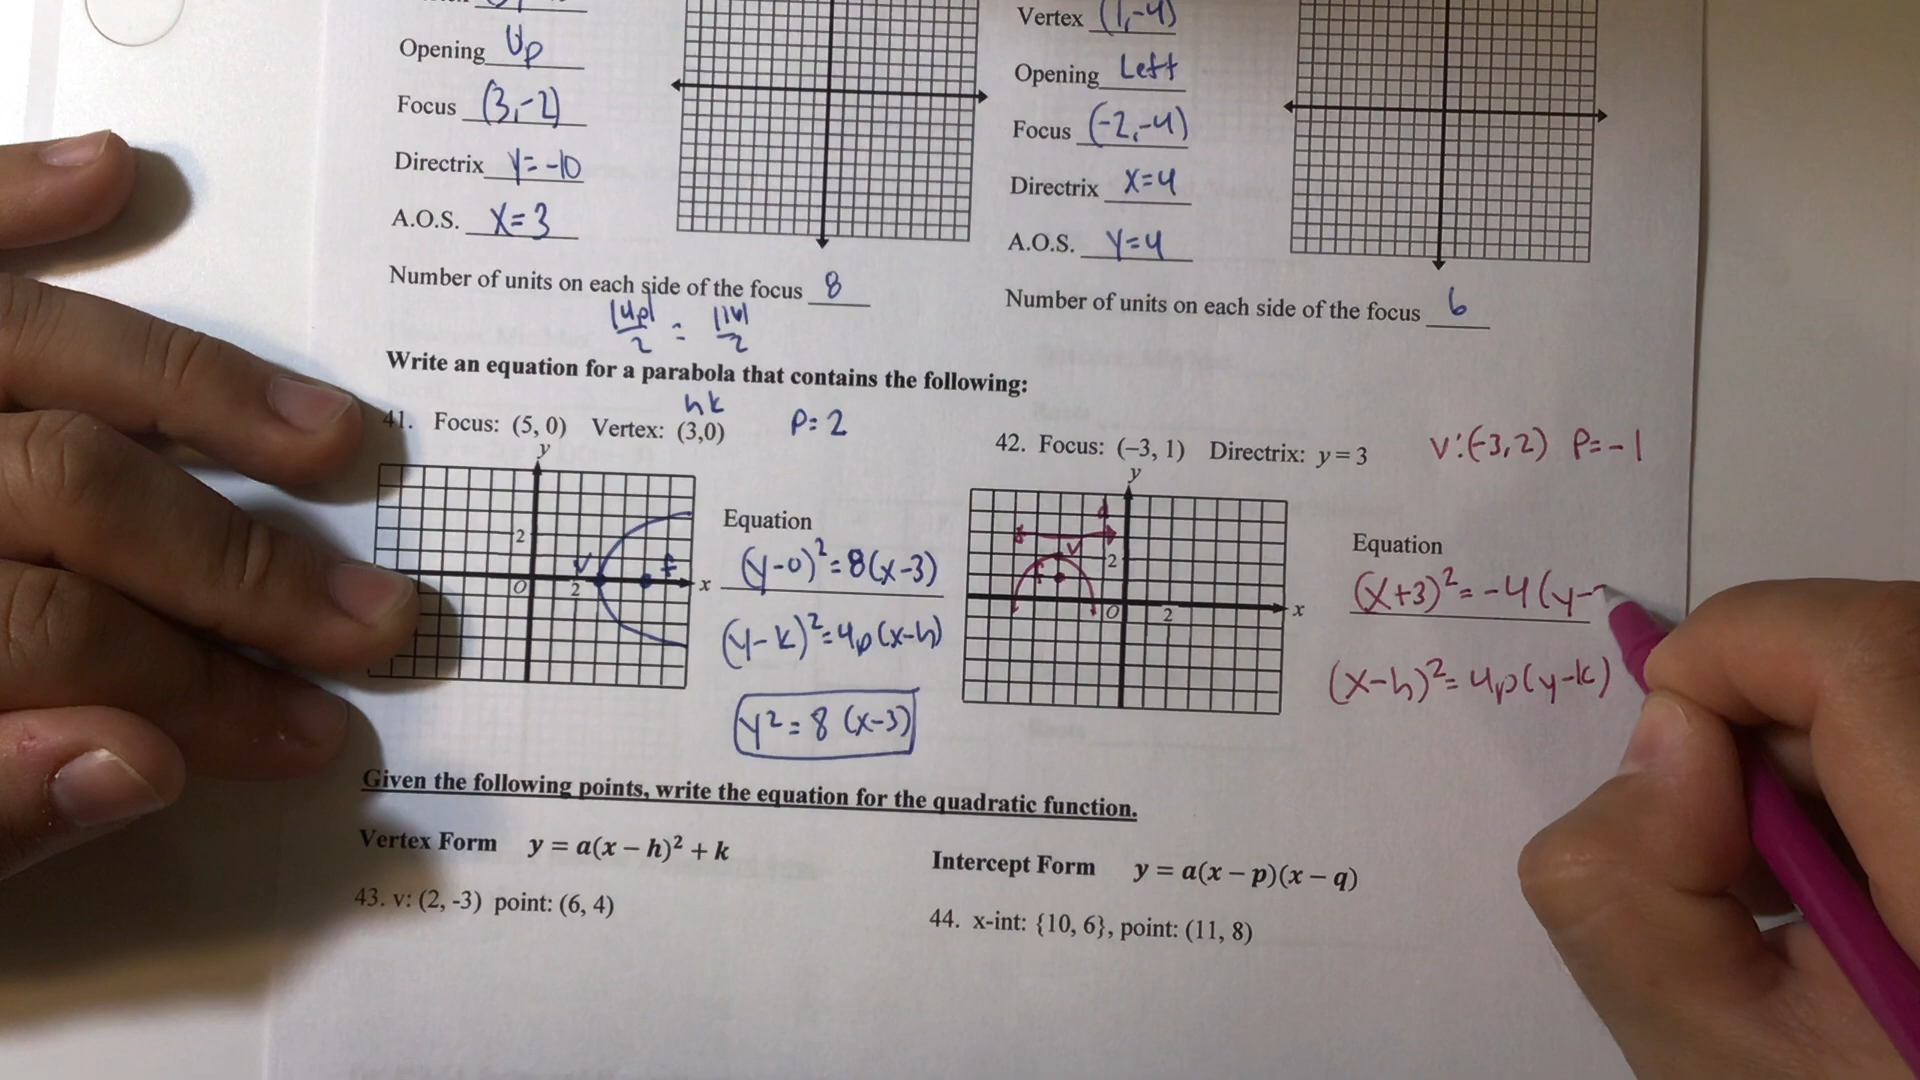 Opening Up
Focus (3,-2)
Directrix y=-10
A.O.S. x=3
Number of units on each side of the focus 8
|4p|/2 = |16|/2
Vertex (1,-4)
Opening Left
Focus (-2,-4)
Directrix x=4
A.O.S. y=4
Number of units on each side of the focus 6
Write an equation for a parabola that contains the following:
h k
41. Focus: (5, 0) Vertex: (3,0) P=2
y
2
O
2
x
V
f
Equation
(y-0)²=8(x-3)
(y-k)²=4p(x-h)
y²=8(x-3)
42. Focus: (−3, 1) Directrix: y = 3 V:(-3,2) P=-1
y
d
V
2
f
O
2
x
Equation
(x+3)²=-4(y-
(x-h)²=4p(y-k)
Given the following points, write the equation for the quadratic function.
Vertex Form y = a(x − h)² + k
43. v: (2, -3) point: (6, 4)
Intercept Form y = a(x − p)(x − q)
44. x-int: {10, 6}, point: (11, 8)